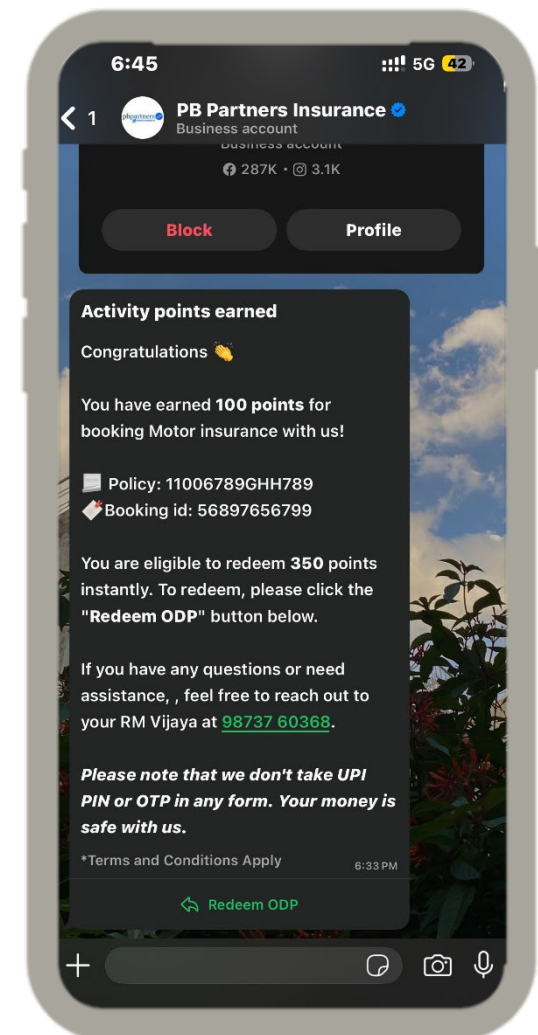 6:45
5G 42
1
pbpartners
PB Partners Insurance
Business account
Business account
287K • 3.1K
Block
Profile
Activity points earned
Congratulations 👏
You have earned 100 points for
booking Motor insurance with us!
Policy: 11006789GHH789
Booking id: 56897656799
You are eligible to redeem 350 points
instantly. To redeem, please click the
"Redeem ODP" button below.
If you have any questions or need
assistance, , feel free to reach out to
your RM Vijaya at 98737 60368.
Please note that we don't take UPI
PIN or OTP in any form. Your money is
safe with us.
*Terms and Conditions Apply
6:33 PM
Redeem ODP